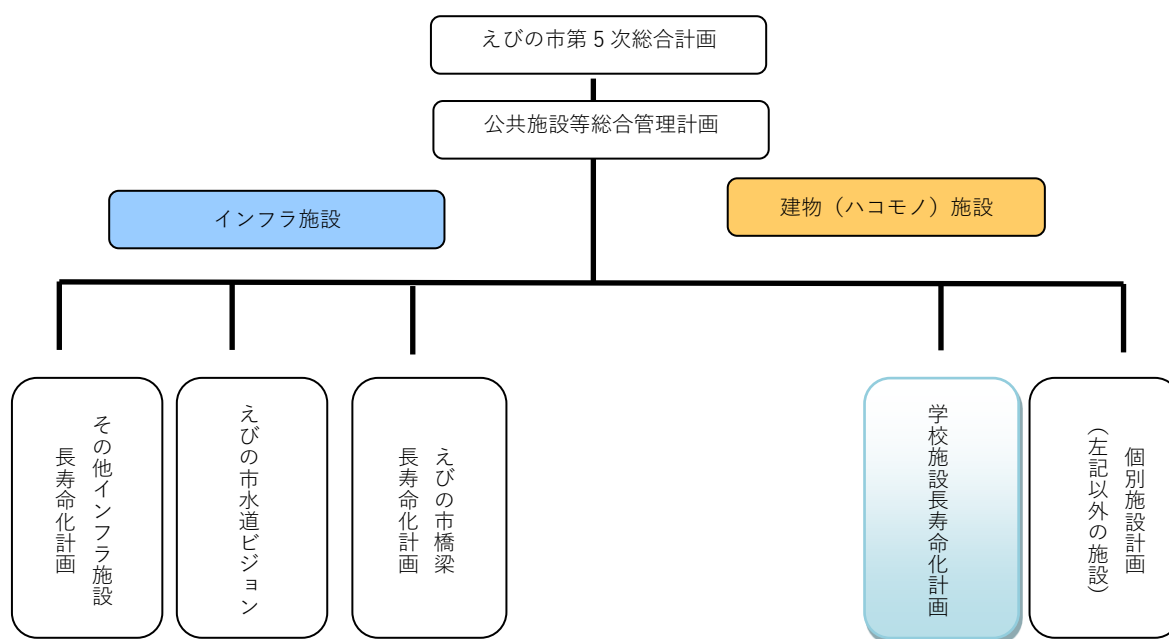 えびの市第５次総合計画
公共施設等総合管理計画
インフラ施設
建物（ハコモノ）施設
その他インフラ施設
長寿命化計画
えびの市水道ビジョン
えびの市橋梁
長寿命化計画
学校施設長寿命化計画
個別施設計画
（左記以外の施設）